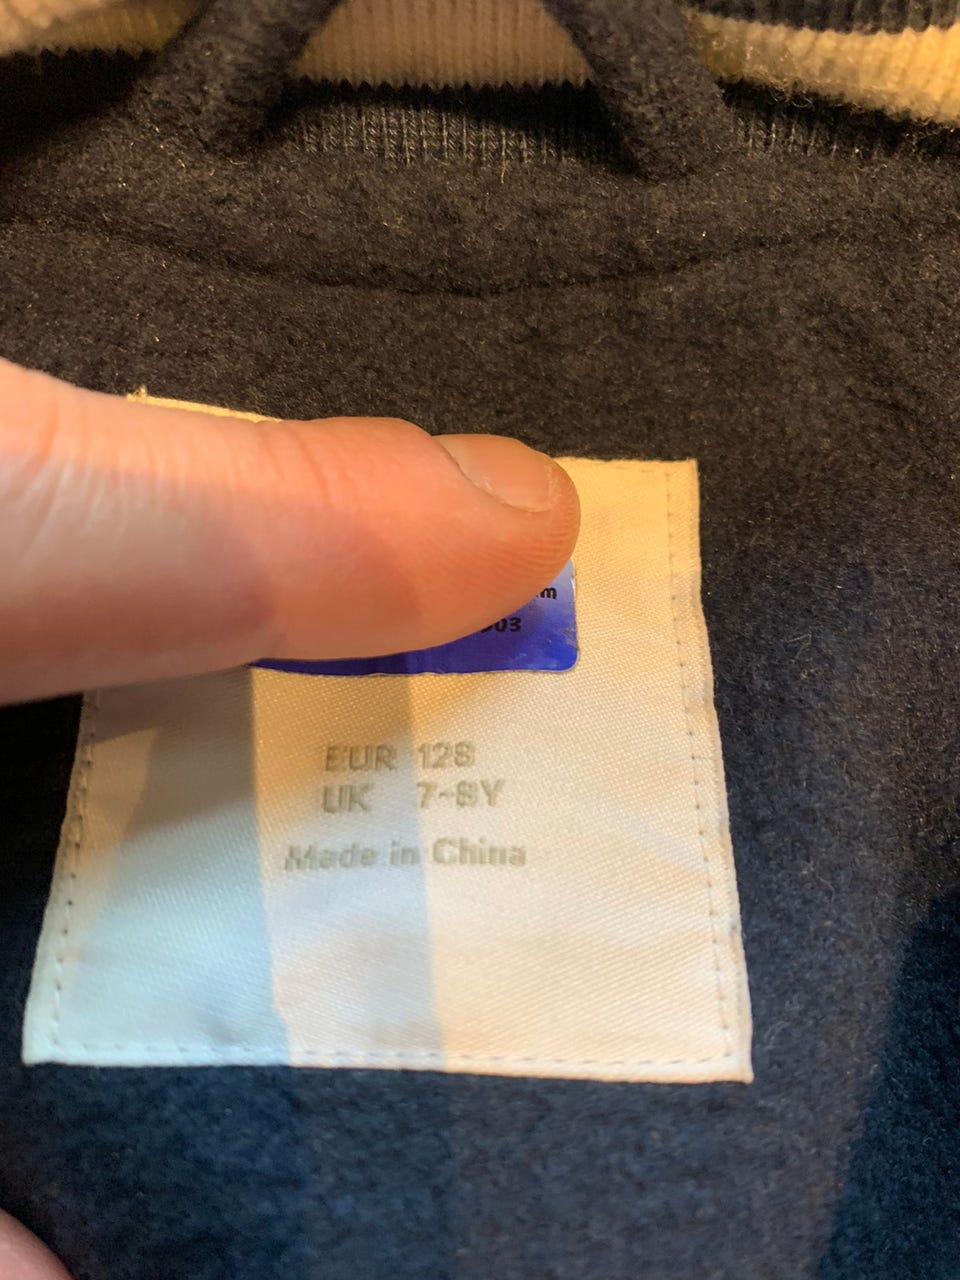 EUR 128
UK 7-8Y
Made in China